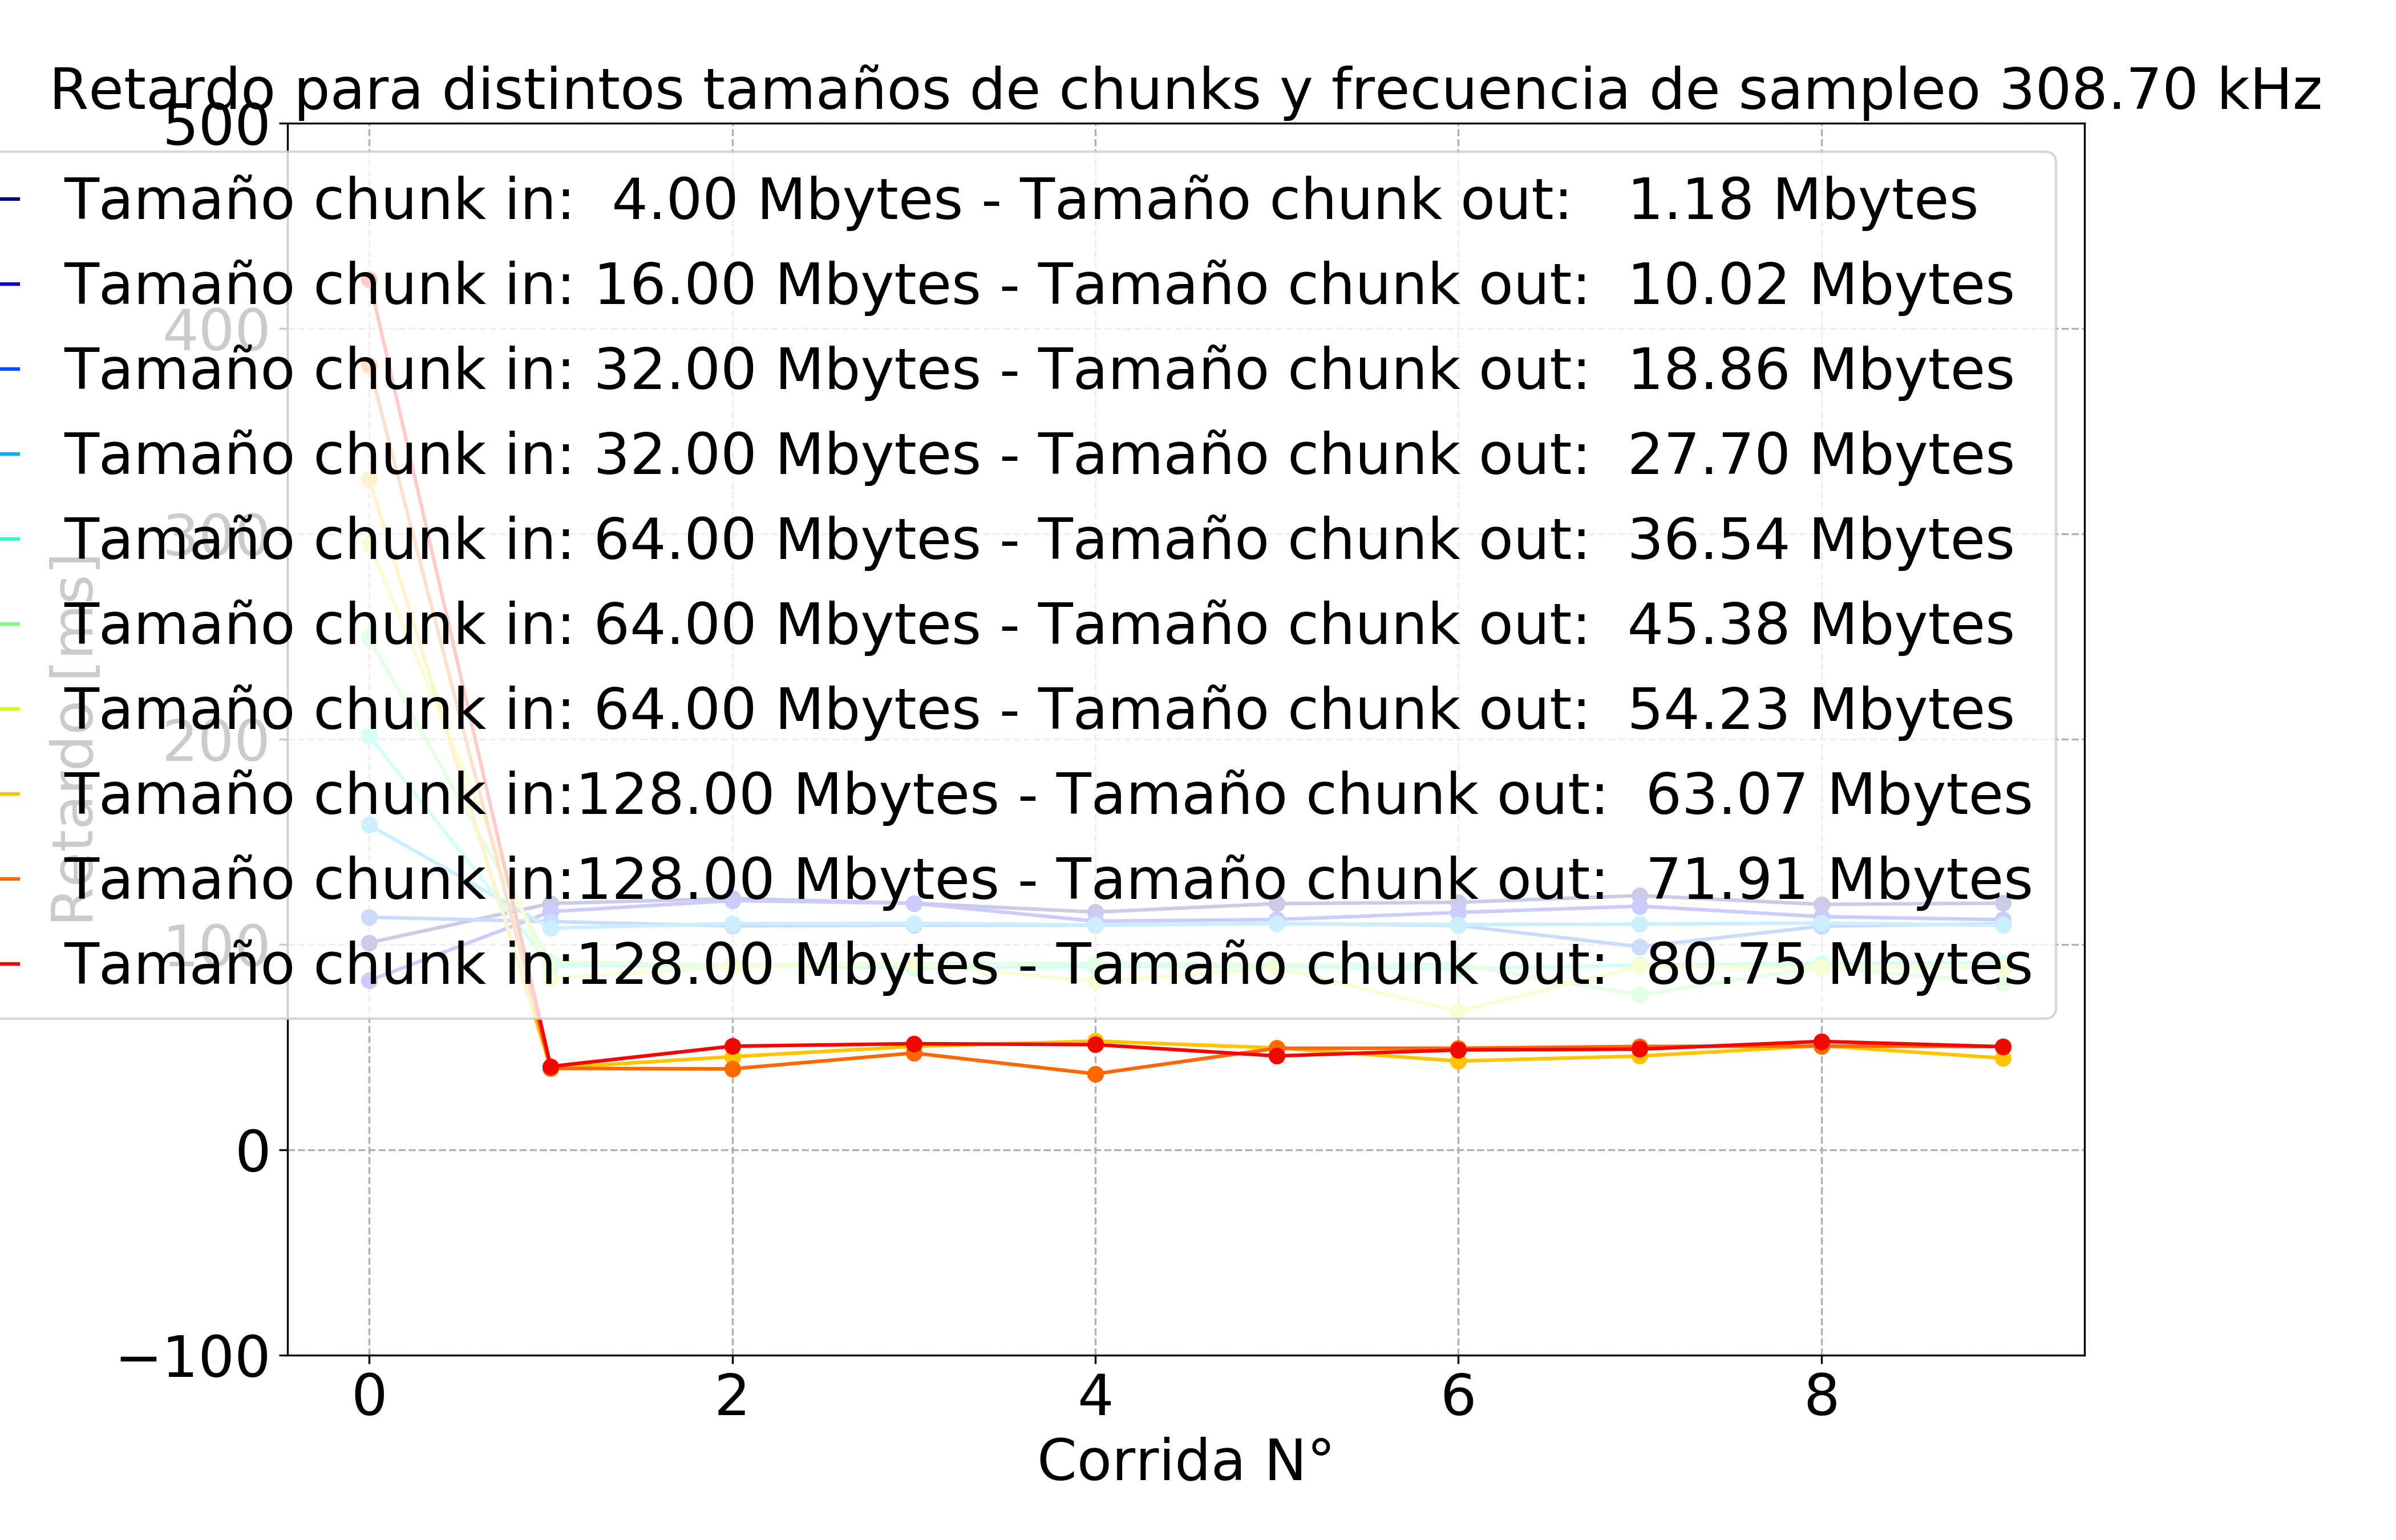 Retardo para distintos tamaños de chunks y frecuencia de sampleo 308.70 kHz
500
400
300
200
100
0
−100
Retardo [ms]
Tamaño chunk in:  4.00 Mbytes - Tamaño chunk out:   1.18 Mbytes
Tamaño chunk in: 16.00 Mbytes - Tamaño chunk out:  10.02 Mbytes
Tamaño chunk in: 32.00 Mbytes - Tamaño chunk out:  18.86 Mbytes
Tamaño chunk in: 32.00 Mbytes - Tamaño chunk out:  27.70 Mbytes
Tamaño chunk in: 64.00 Mbytes - Tamaño chunk out:  36.54 Mbytes
Tamaño chunk in: 64.00 Mbytes - Tamaño chunk out:  45.38 Mbytes
Tamaño chunk in: 64.00 Mbytes - Tamaño chunk out:  54.23 Mbytes
Tamaño chunk in:128.00 Mbytes - Tamaño chunk out:  63.07 Mbytes
Tamaño chunk in:128.00 Mbytes - Tamaño chunk out:  71.91 Mbytes
Tamaño chunk in:128.00 Mbytes - Tamaño chunk out:  80.75 Mbytes
0 2 4 6 8
Corrida N°